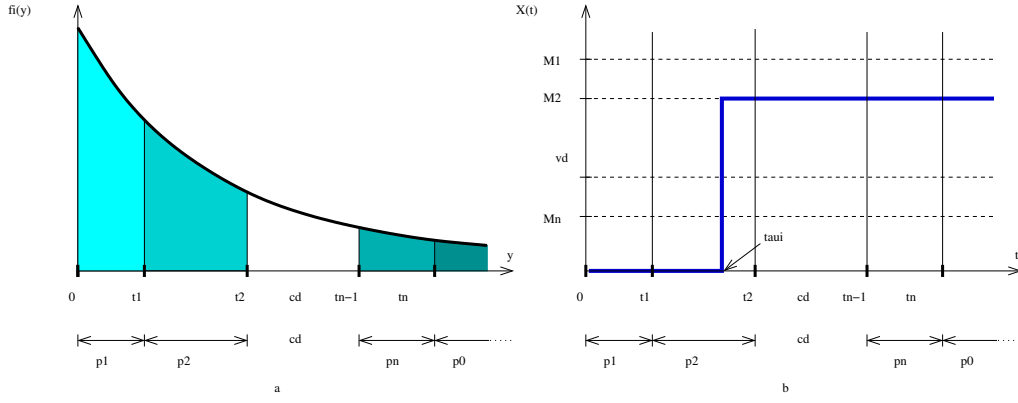 fi(y)
y
0 t1 t2 cd tn−1 tn
cd
p1 p2 pn p0
a
X(t)
M1
M2
vd
Mn
taui
t
0 t1 t2 cd tn−1 tn
cd
p1 p2 pn p0
b